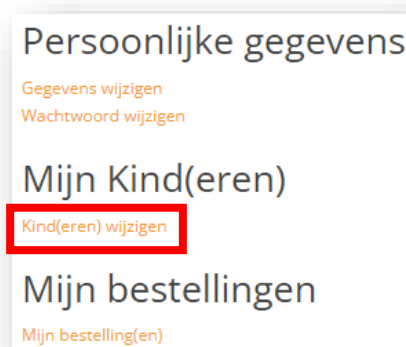 Persoonlijke gegevens
Gegevens wijzigen
Wachtwoord wijzigen
Mijn Kind(eren)
Kind(eren) wijzigen
Mijn bestellingen
Mijn bestelling(en)